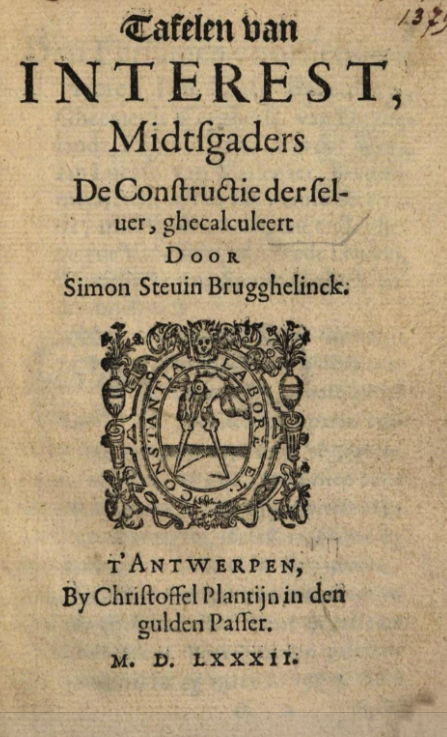 Tafelen van
1375
INTEREST,
Midtſgaders
De Conſtructie der ſel-
uer, ghecalculeert
DOOR
Simon Steuin Brugghelinck.
LABORE ET CONSTANTIA
T'ANTWERPEN,
By Chriſtoffel Plantijn in den
gulden Paſſer.
M. D. LXXXII.